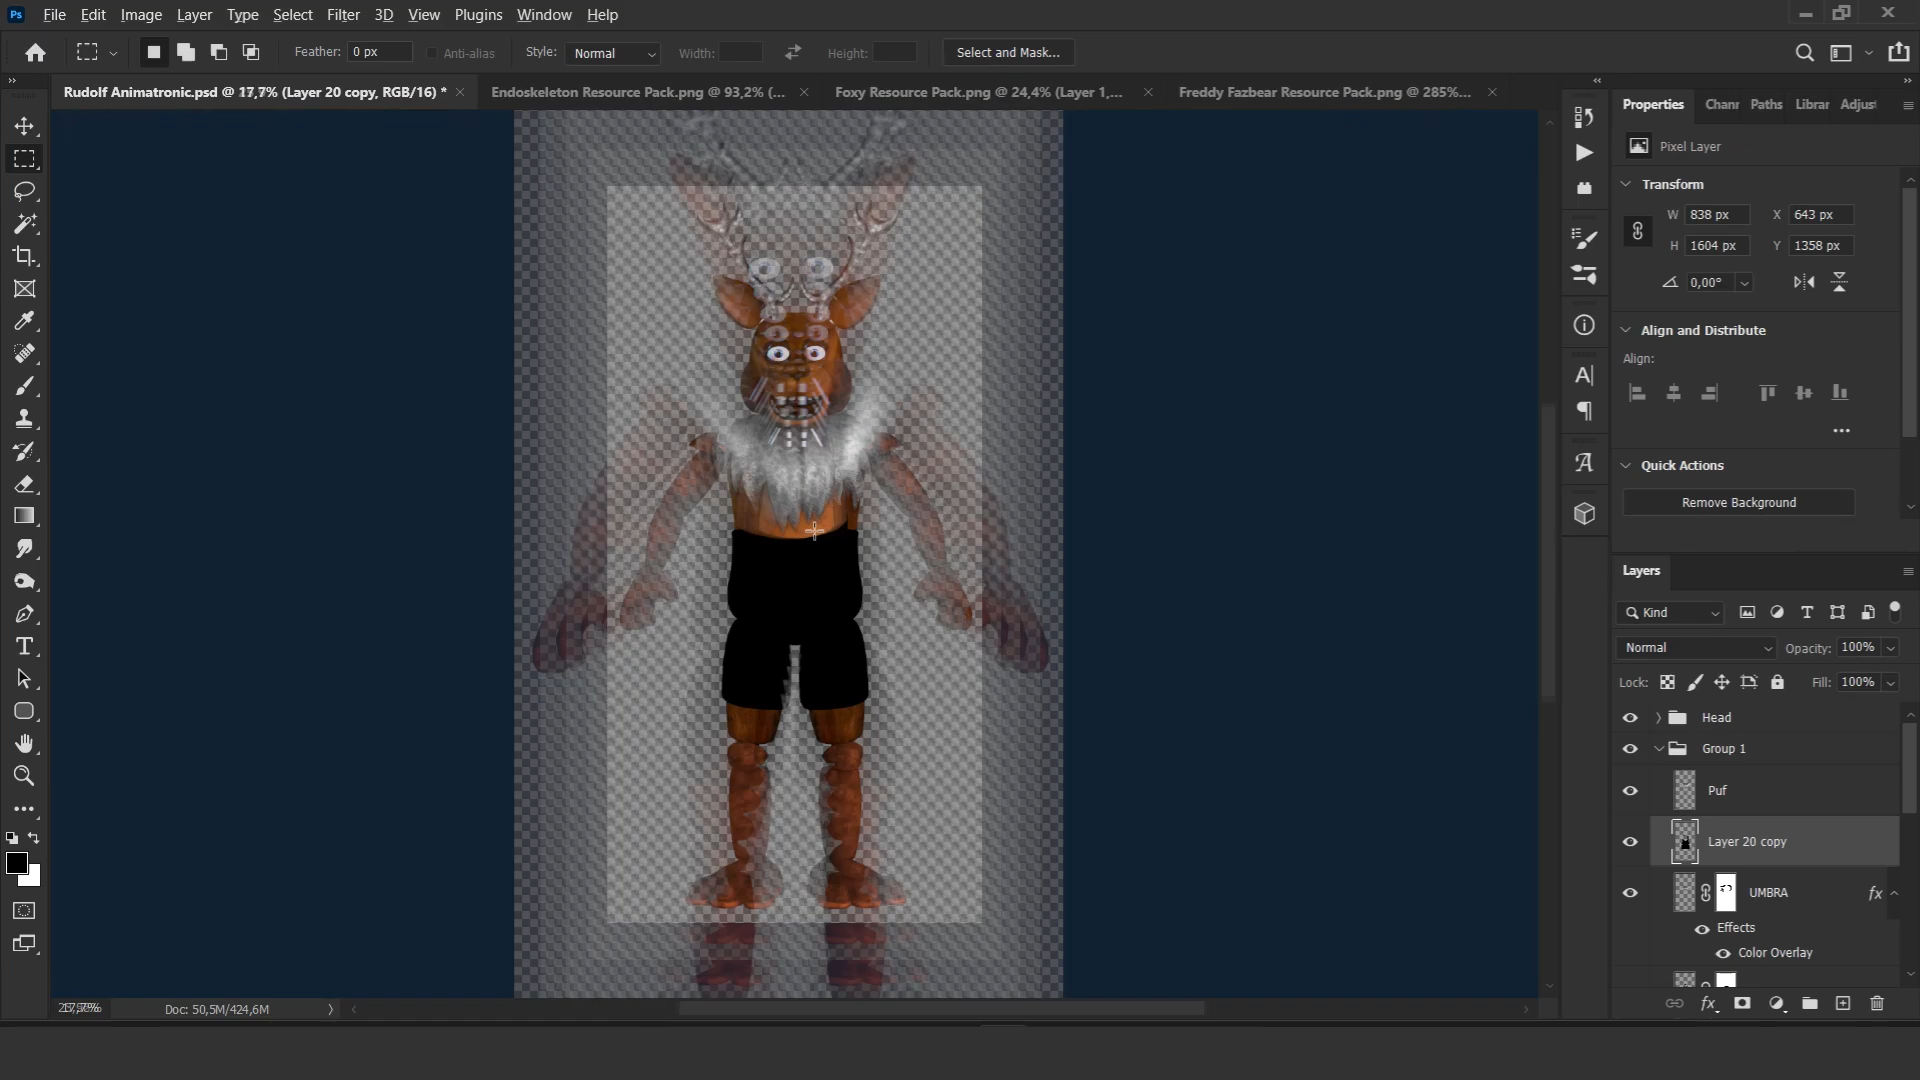 Ps File Edit Image Layer Type Select Filter 3D View Plugins Window Help
Feather: 0 px Anti-alias Style: Normal Width: Height: Select and Mask...
Rudolf Animatronic.psd @ 17,7% (Layer 20 copy, RGB/16) *
Endoskeleton Resource Pack.png @ 93,2% (...
Foxy Resource Pack.png @ 24,4% (Layer 1,...
Freddy Fazbear Resource Pack.png @ 285%...
Properties Chanr Paths Librar Adjus
Pixel Layer
Transform
W 838 px X 643 px
H 1604 px Y 1358 px
0,00°
Align and Distribute
Align:
Quick Actions
Remove Background
Layers
Kind
Normal Opacity: 100%
Lock: Fill: 100%
Head
Group 1
Puf
Layer 20 copy
UMBRA fx
Effects
Color Overlay
Doc: 50,5M/424,6M
fx